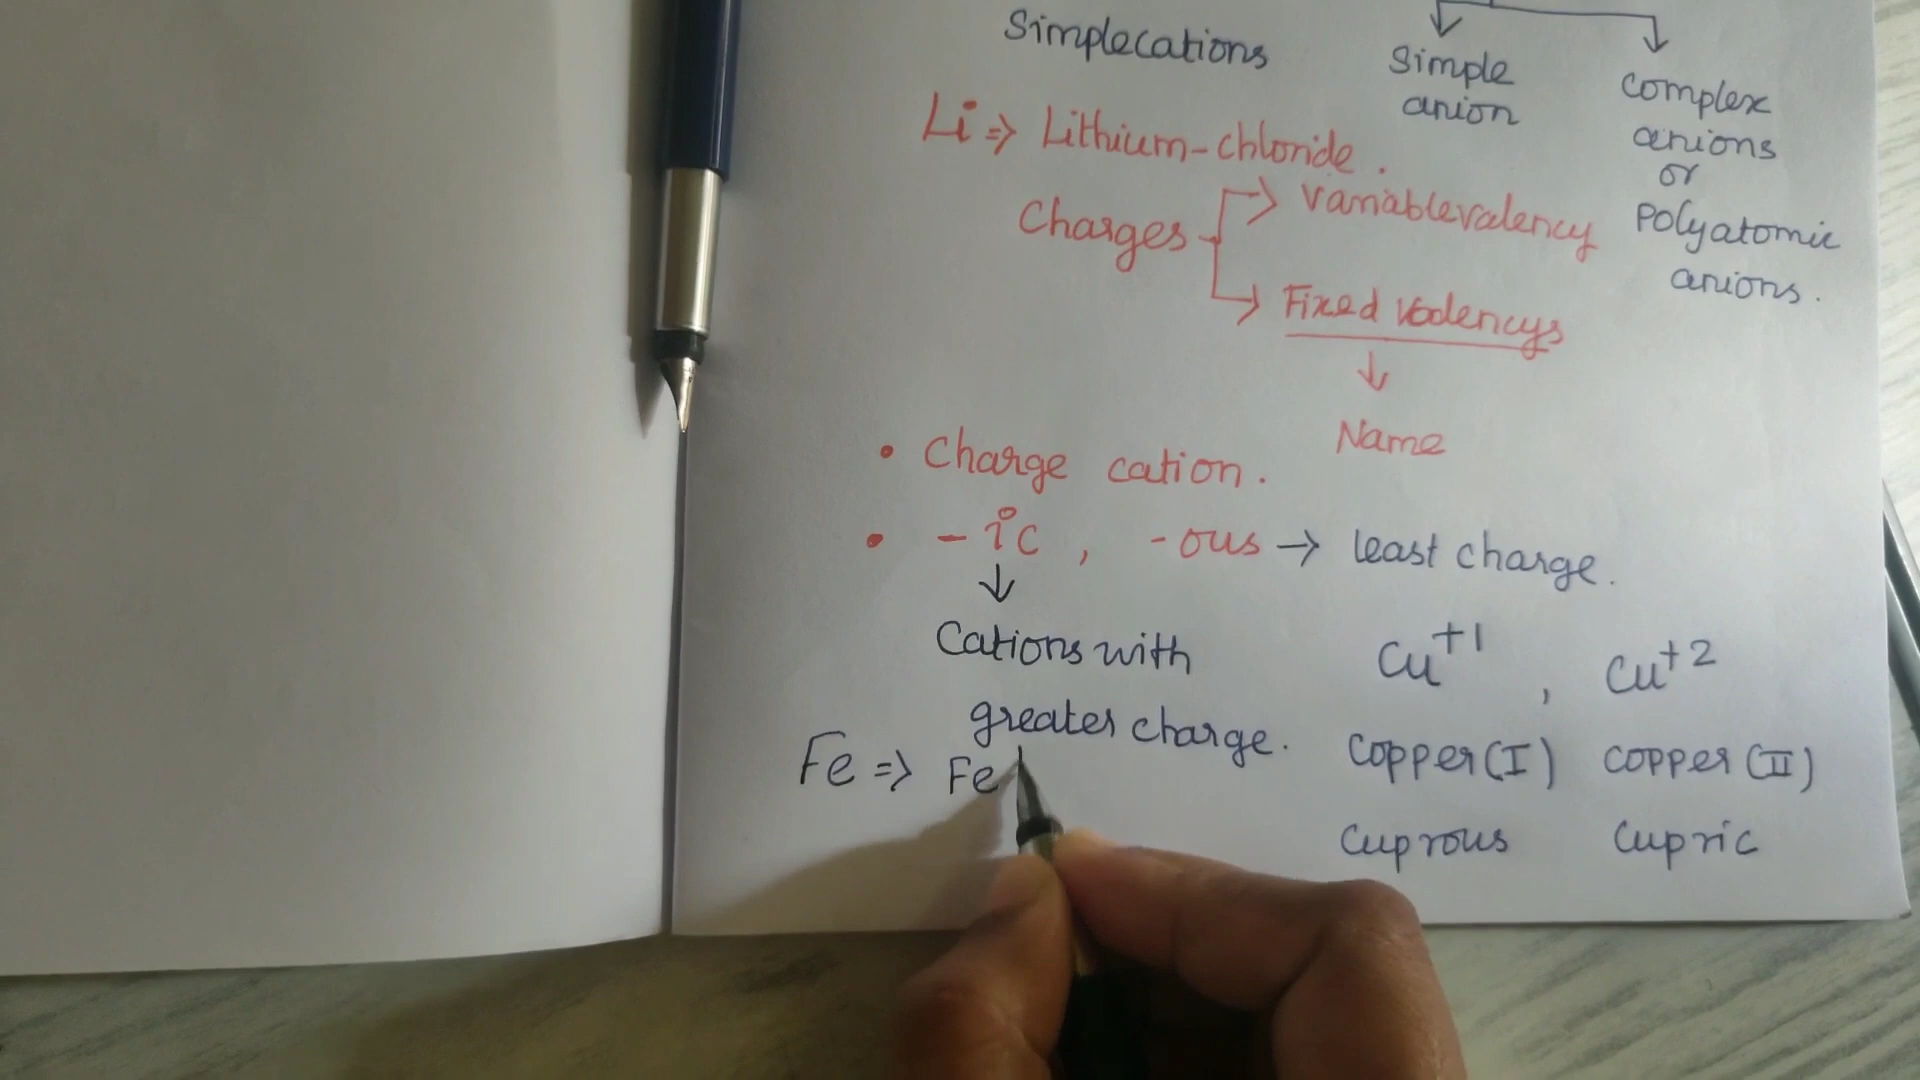 Simplecations
Simple
anion
Complex
anions
or
Polyatomic
anions.
Li => Lithium-chloride.
Charges -> Variablevalency
-> Fixed valencys
↓
Name
• Charge cation.
• -ic, -ous → least charge.
↓
Cations with
greater charge.
Cu+1, Cu+2
Copper(I) Copper(II)
Cuprous Cupric
Fe => Fe